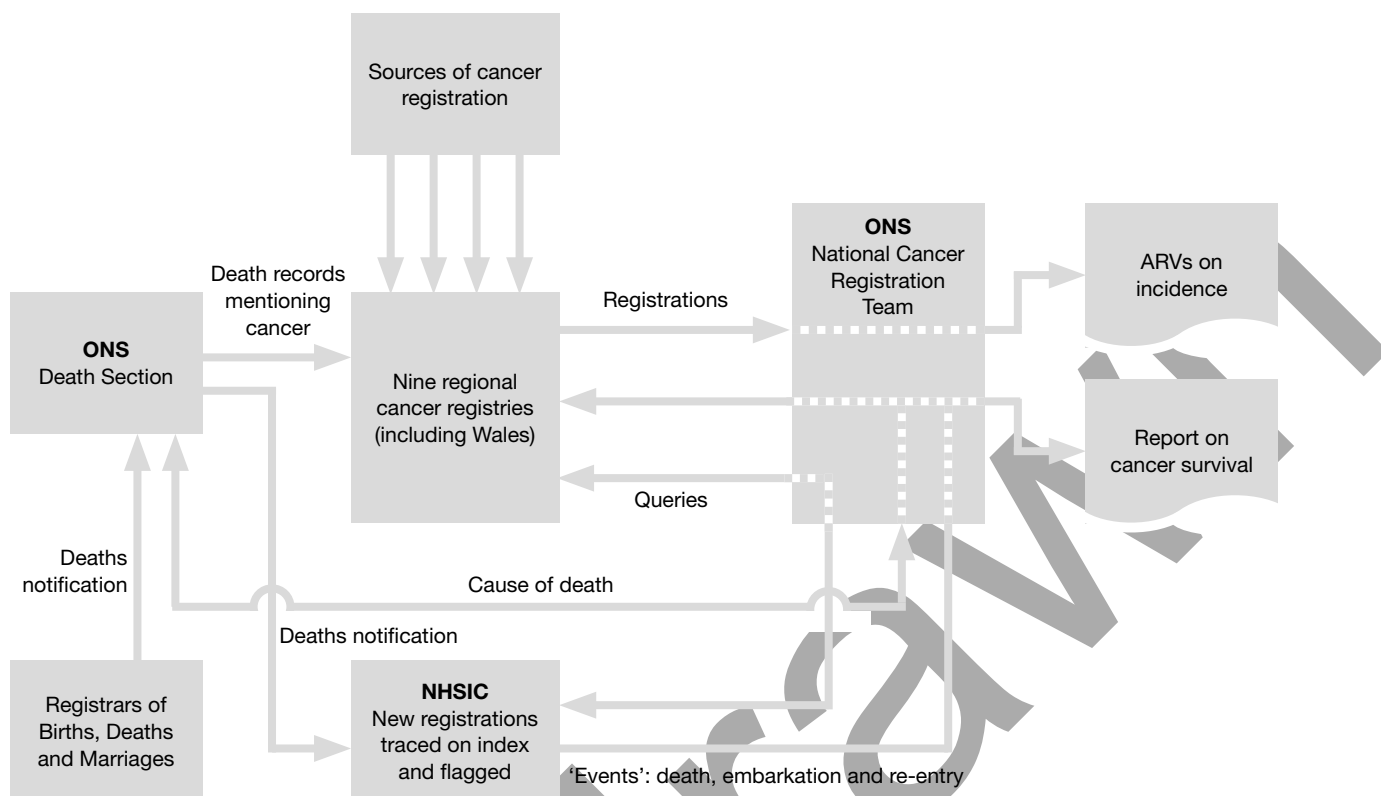 Sources of cancer
registration
ONS
National Cancer
Registration
Team
ARVs on
incidence
Death records
mentioning
cancer
Registrations
ONS
Death Section
Nine regional
cancer registries
(including Wales)
Report on
cancer survival
Queries
Deaths
notification
Cause of death
Deaths notification
Registrars of
Births, Deaths
and Marriages
NHSIC
New registrations
traced on index
and flagged
'Events': death, embarkation and re-entry